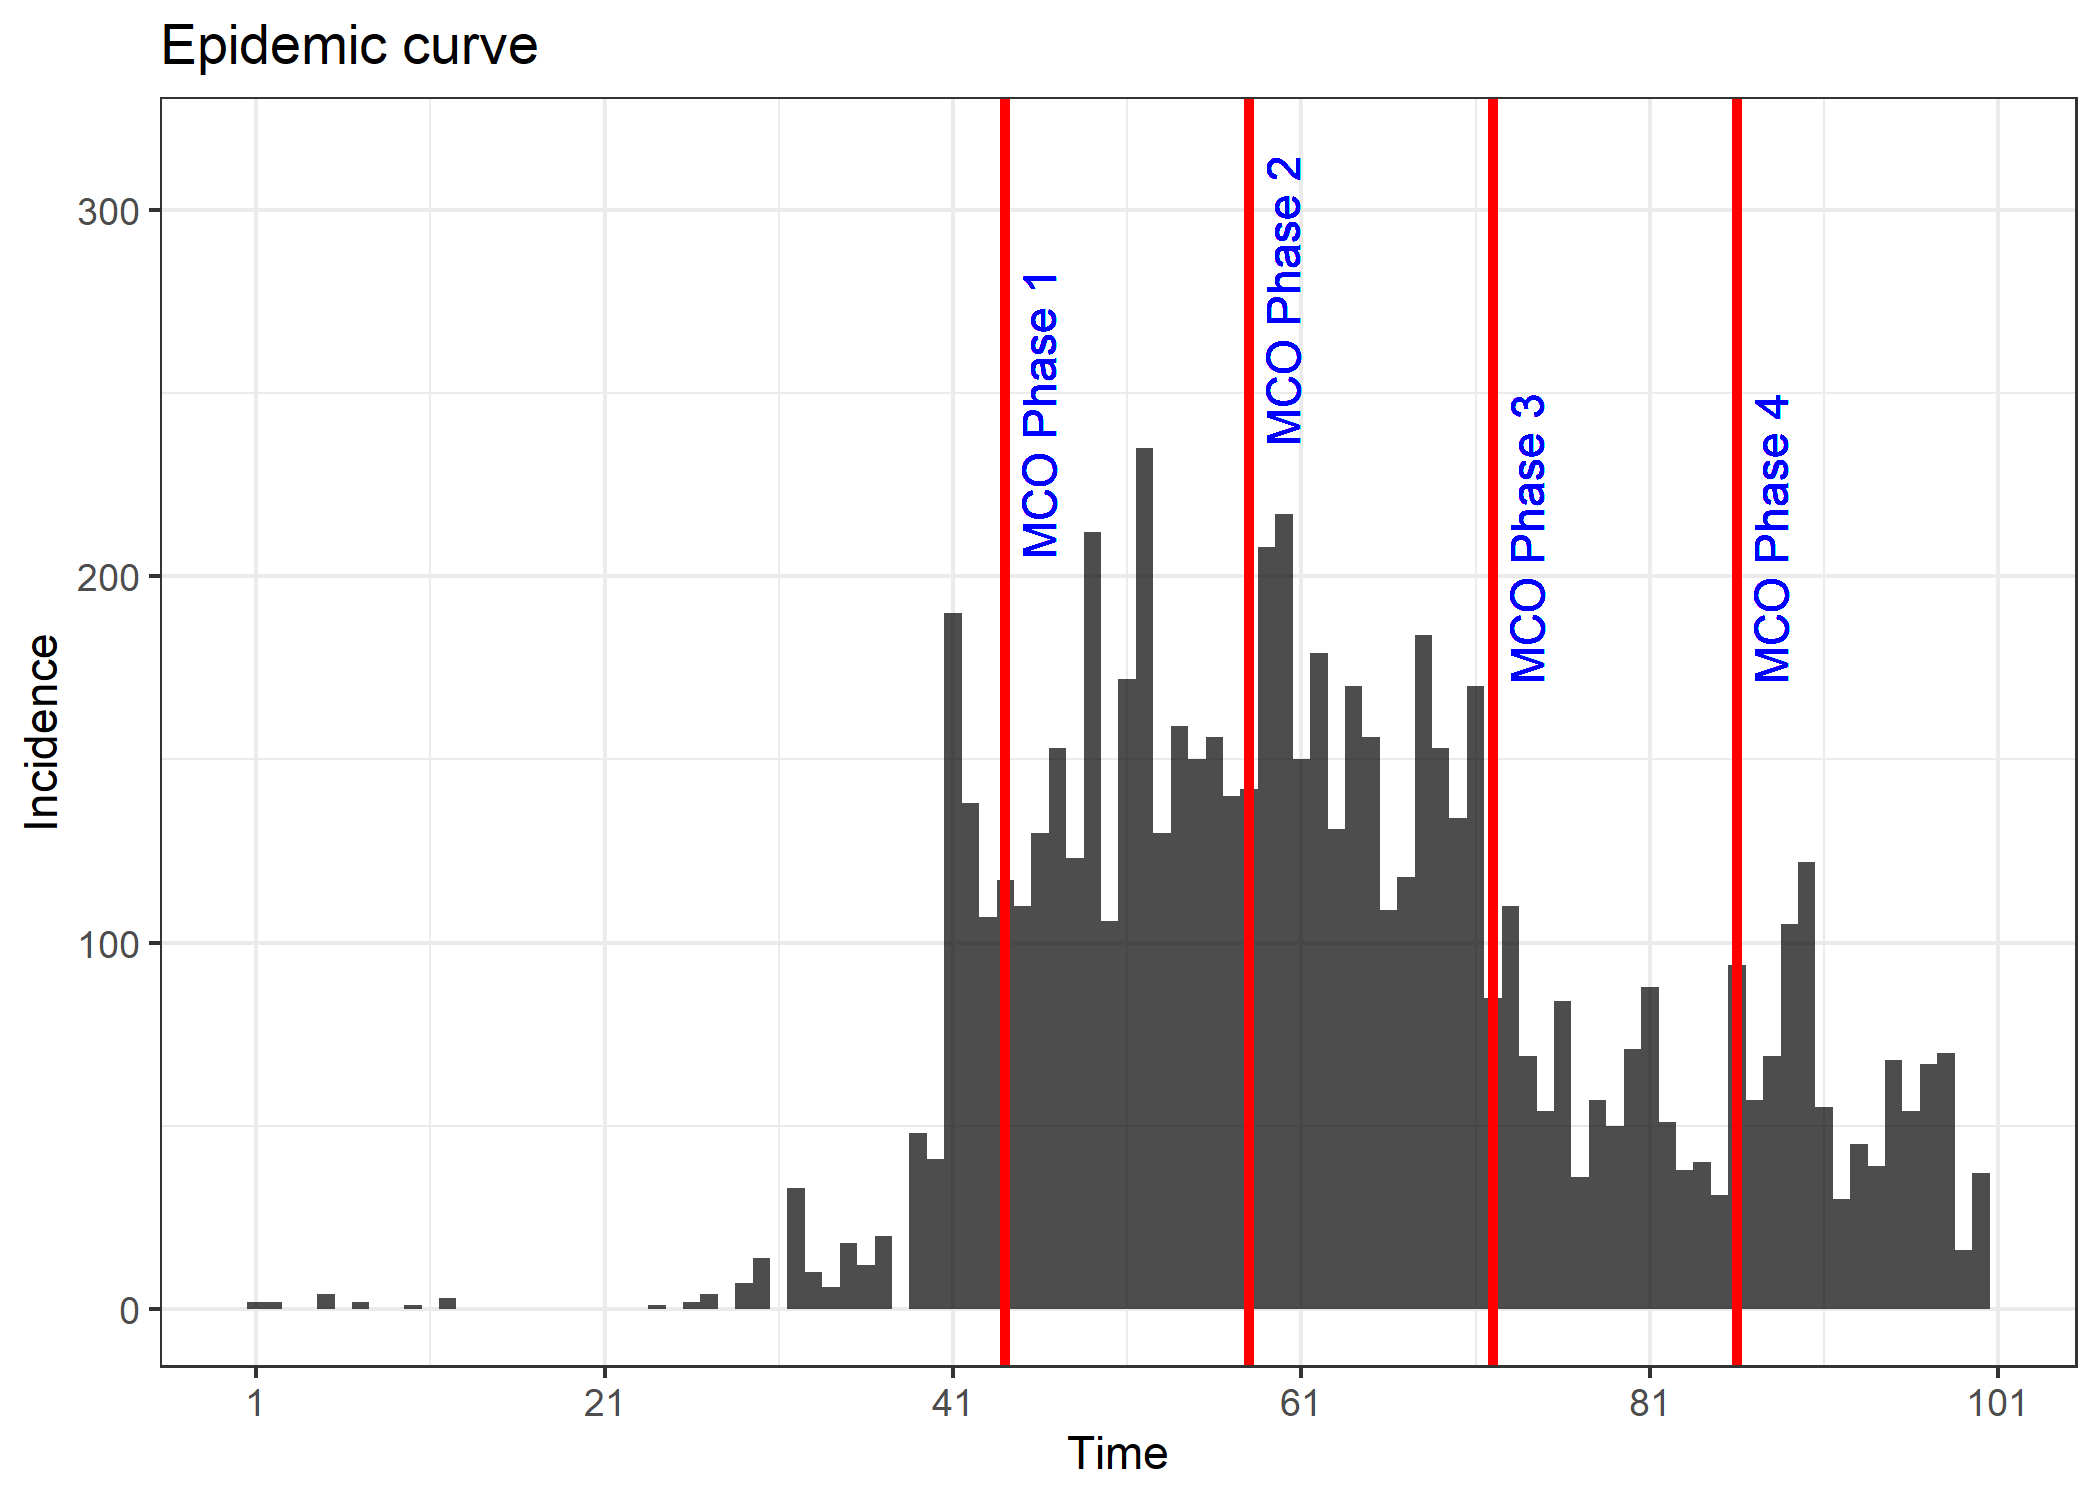 Epidemic curve
300
200
100
0
Incidence
MCO Phase 1
MCO Phase 2
MCO Phase 3
MCO Phase 4
1 21 41 61 81 101
Time